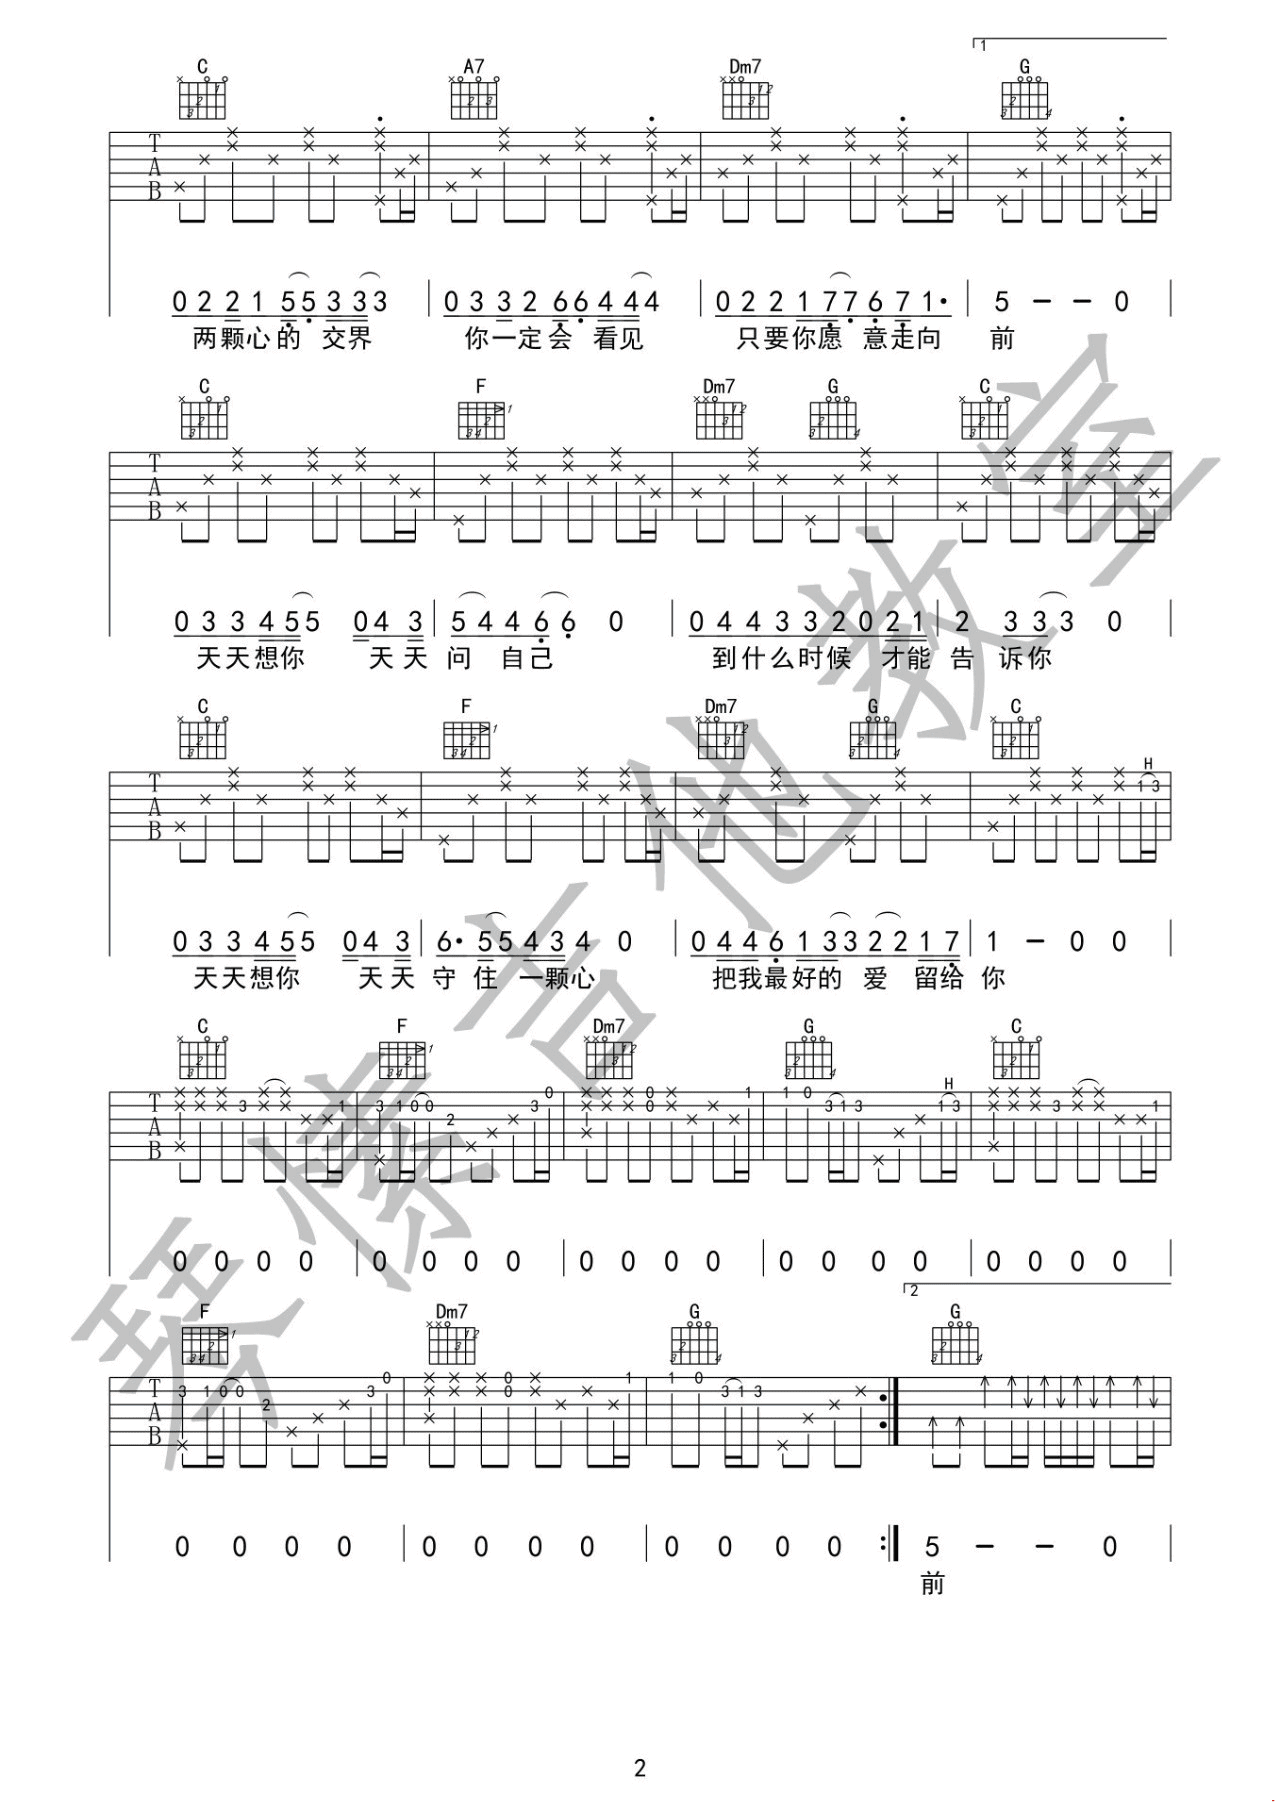 1
C A7 Dm7 G
0 2 2 1 5 5 3 3 3 0 3 3 2 6 6 4 4 4 0 2 2 1 7 7 6 7 1· 5 - - 0
两颗心的 交界 你一定会 看见 只要你愿 意走向 前
C F Dm7 G C
0 3 3 4 5 5 0 4 3 5 4 4 6 6 0 0 4 4 3 3 2 0 2 1 2 3 3 3 0
天天想你 天天 问 自己 到什么时候 才能 告 诉你
C F Dm7 G C
H
1 3
0 3 3 4 5 5 0 4 3 6· 5 5 4 3 4 0 0 4 4 6 1 3 3 2 2 1 7 1 - 0 0
天天想你 天天 守 住 一颗心 把我最好的 爱 留给 你
C F Dm7 G C
H
3 1 3 1 0 0 2 3 0 0 0 1 1 0 3 1 3 1 3 3 1
0 0 0 0 0 0 0 0 0 0 0 0 0 0 0 0 0 0 0 0
2
F Dm7 G G
3 1 0 0 2 3 0 0 0 1 1 0 3 1 3
0 0 0 0 0 0 0 0 0 0 0 0 5 - - 0
前
琴傣吉他教室
2